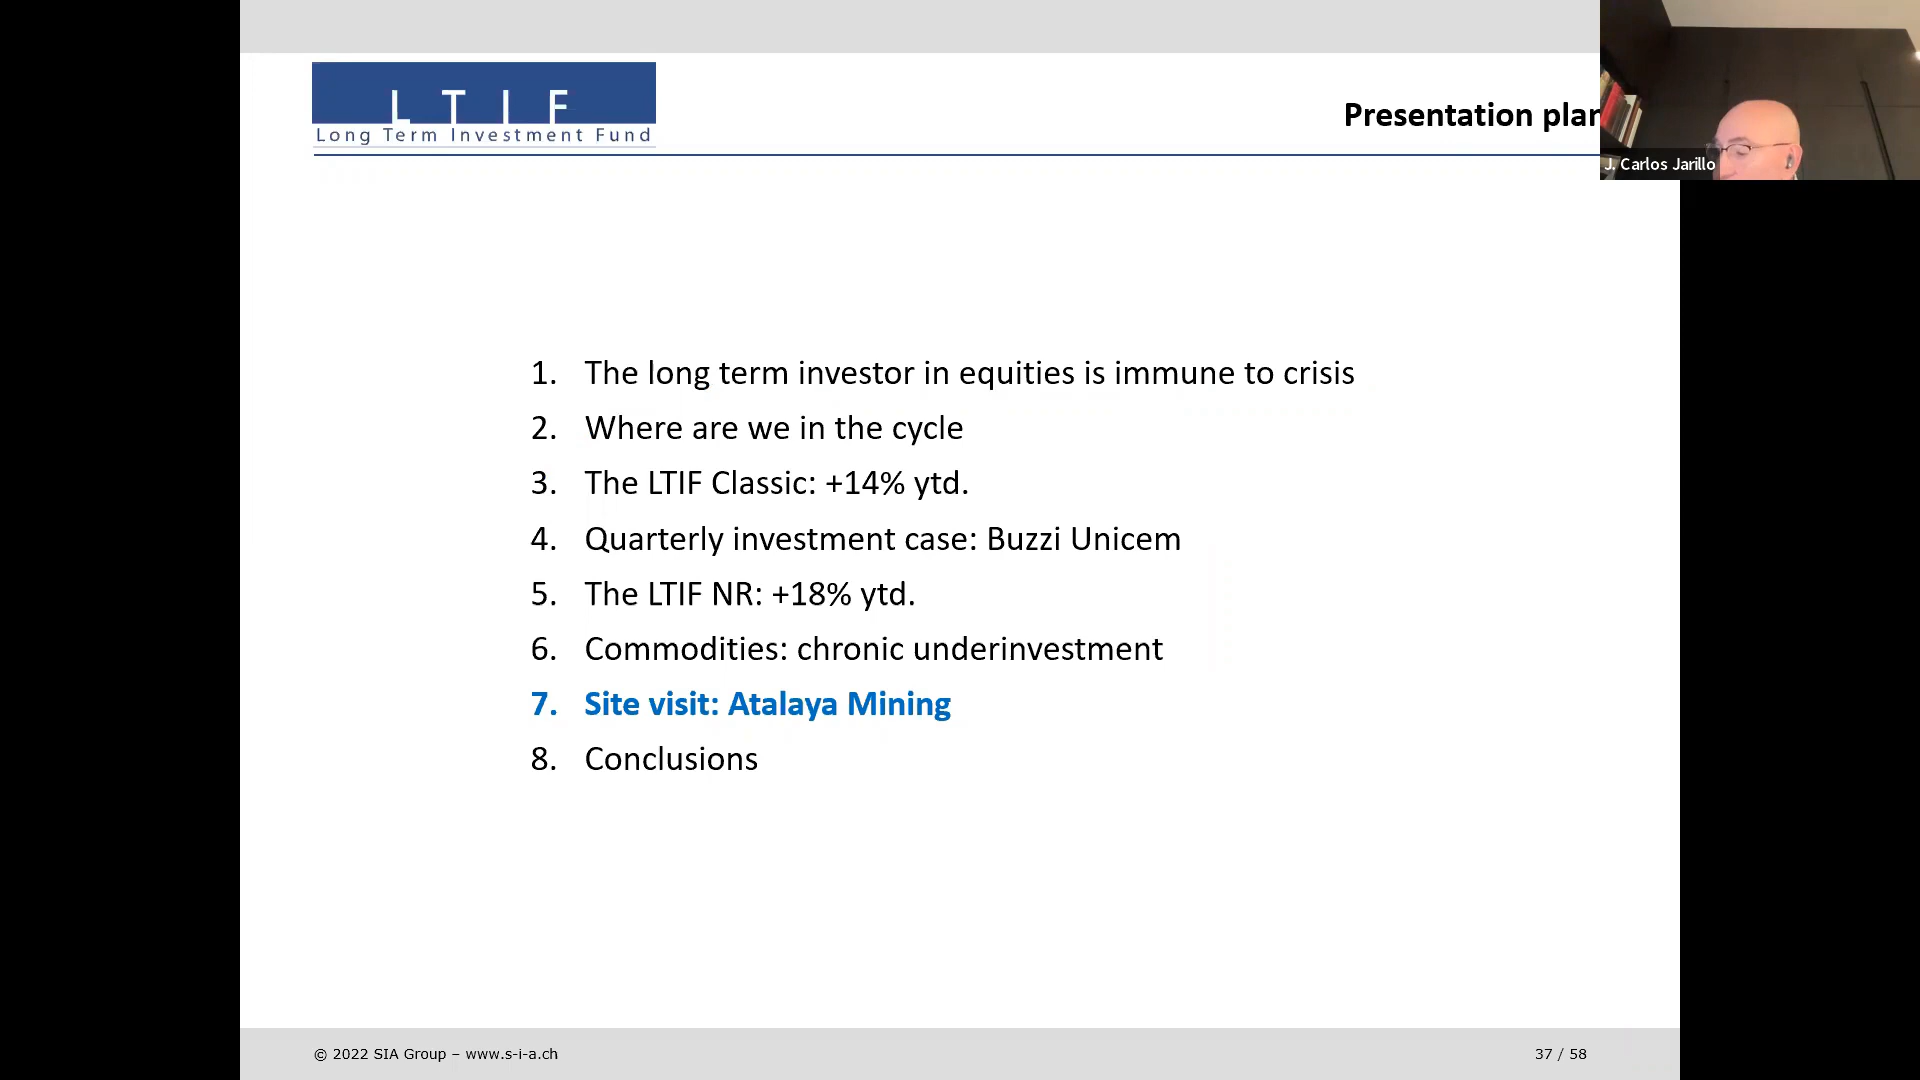 L T I F
Long Term Investment Fund
Presentation plan
J. Carlos Jarillo
1. The long term investor in equities is immune to crisis
2. Where are we in the cycle
3. The LTIF Classic: +14% ytd.
4. Quarterly investment case: Buzzi Unicem
5. The LTIF NR: +18% ytd.
6. Commodities: chronic underinvestment
7. Site visit: Atalaya Mining
8. Conclusions
© 2022 SIA Group – www.s-i-a.ch
37 / 58